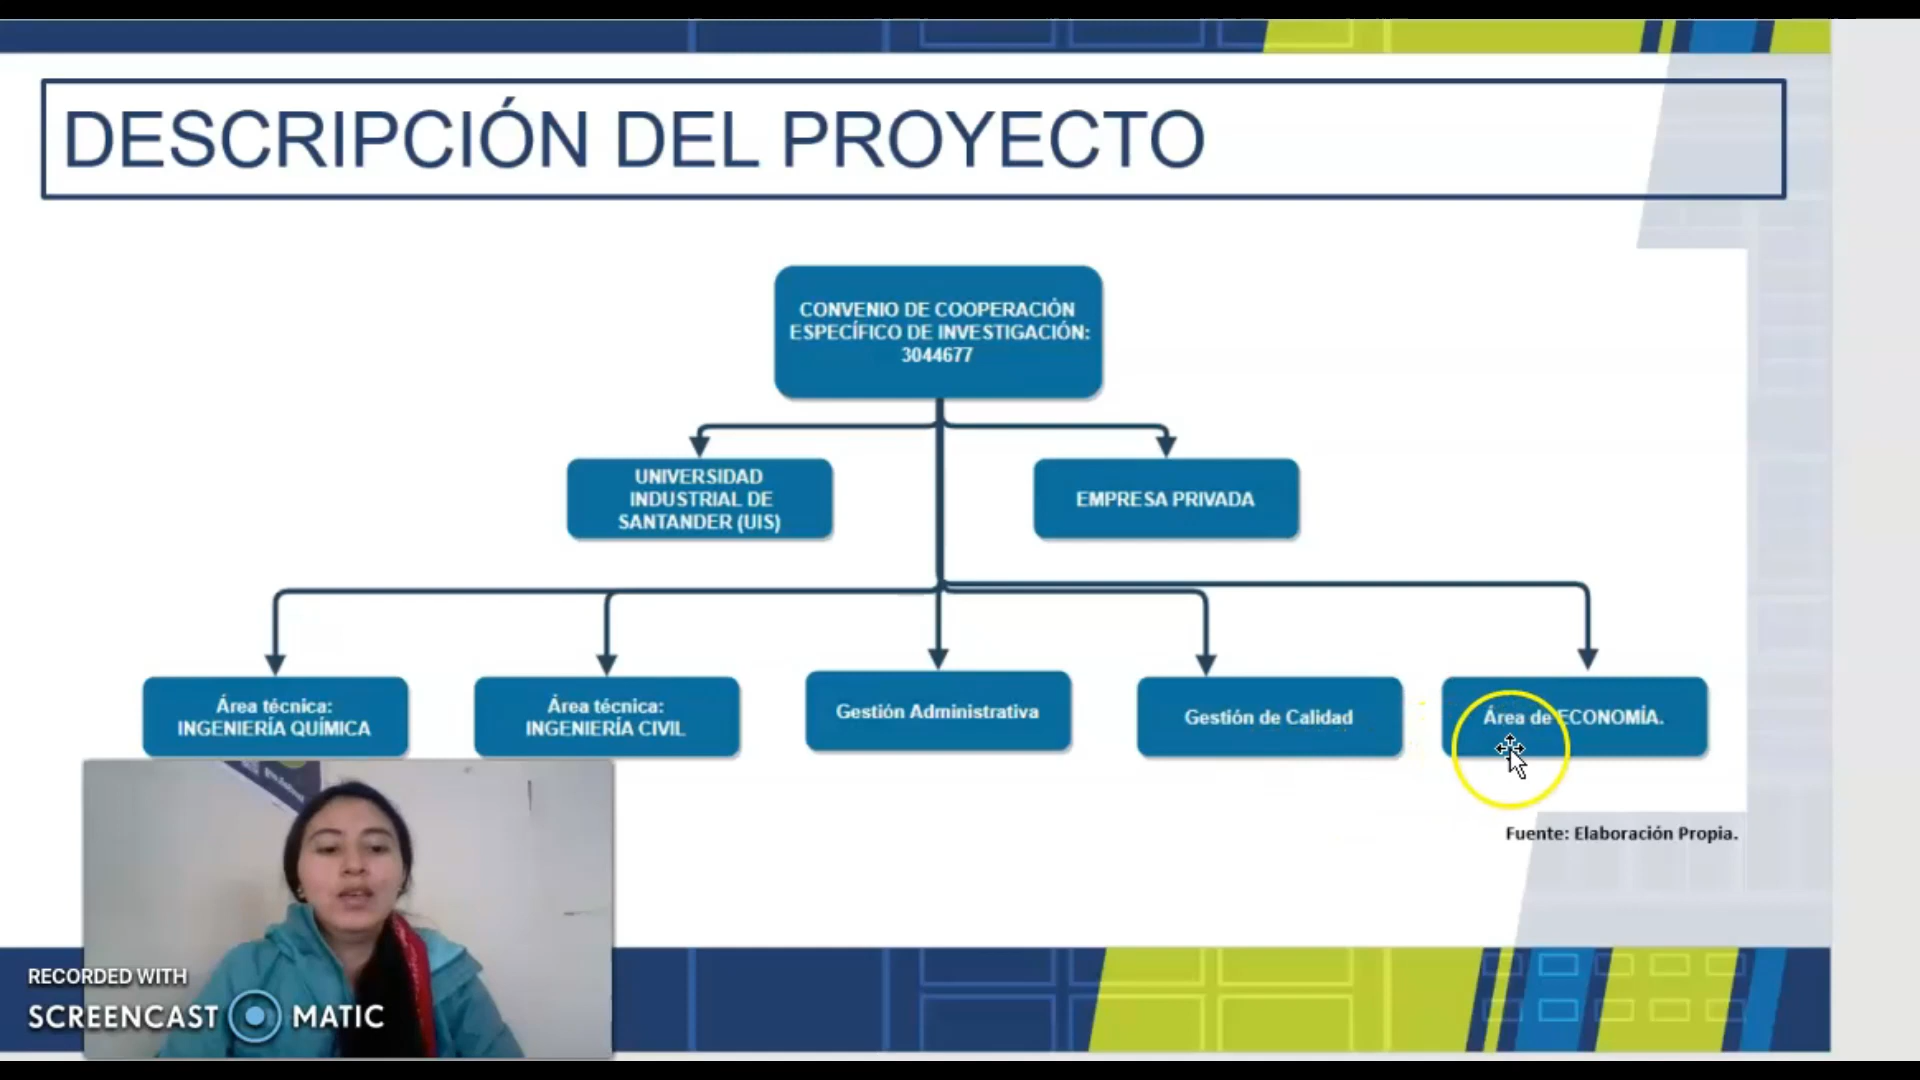 DESCRIPCIÓN DEL PROYECTO
CONVENIO DE COOPERACIÓN
ESPECÍFICO DE INVESTIGACIÓN:
3044677
UNIVERSIDAD
INDUSTRIAL DE
SANTANDER (UIS)
EMPRESA PRIVADA
Área técnica:
INGENIERÍA QUÍMICA
Área técnica:
INGENIERÍA CIVIL
Gestión Administrativa
Gestión de Calidad
Área de ECONOMÍA.
Fuente: Elaboración Propia.
RECORDED WITH
SCREENCAST MATIC